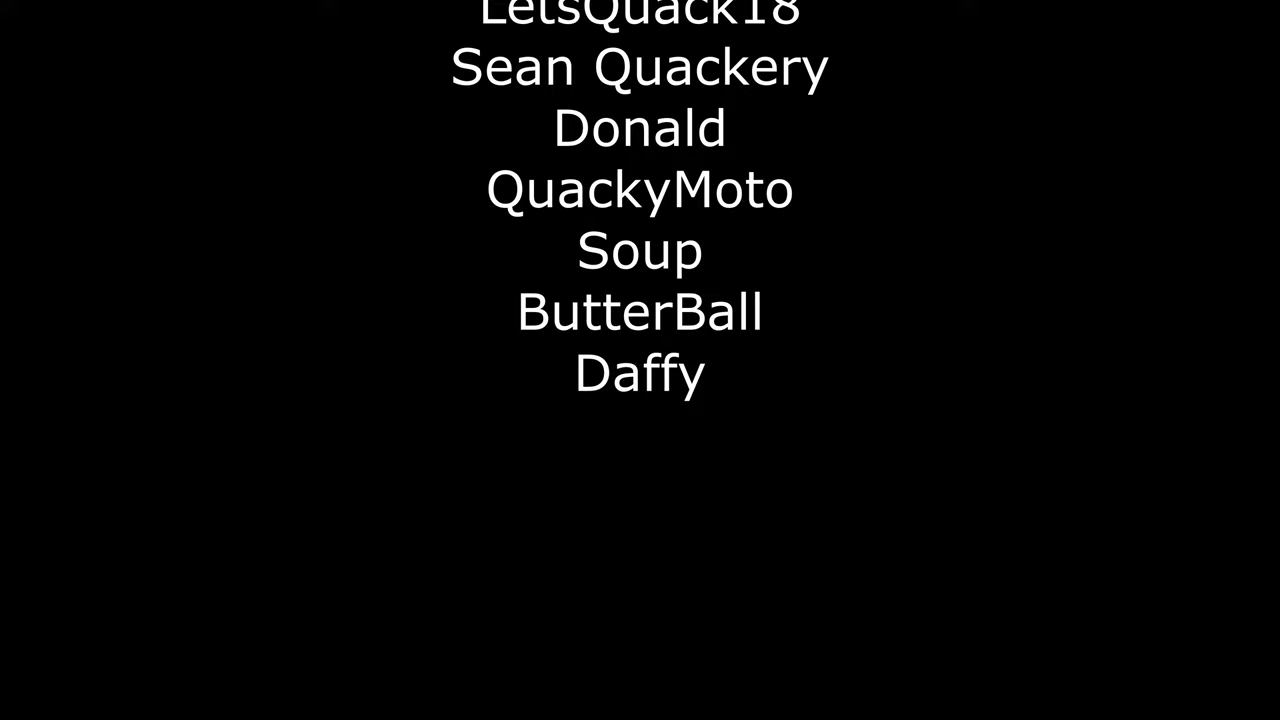 LetsQuack18
Sean Quackery
Donald
QuackyMoto
Soup
ButterBall
Daffy